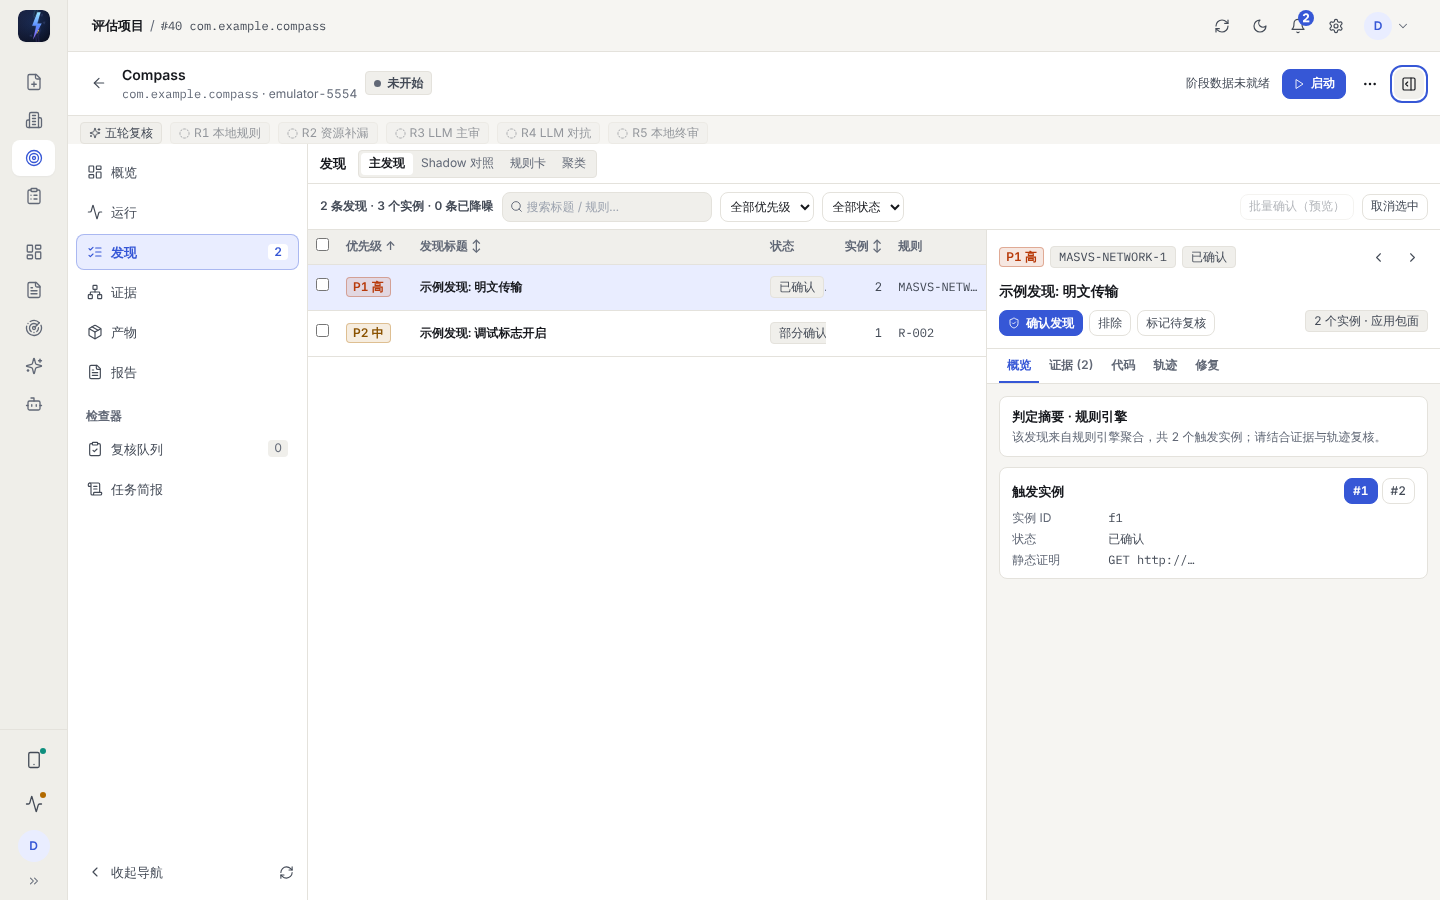 评估项目 / #40 com.example.compass
2
D
Compass
com.example.compass · emulator-5554
未开始
阶段数据未就绪
启动
五轮复核
R1 本地规则
R2 资源补漏
R3 LLM 主审
R4 LLM 对抗
R5 本地终审
概览
运行
发现 2
证据
产物
报告
检查器
复核队列 0
任务简报
收起导航
D
发现
主发现
Shadow 对照
规则卡
聚类
2 条发现 · 3 个实例 · 0 条已降噪
搜索标题 / 规则...
全部优先级
全部状态
批量确认（预览）
取消选中
优先级 发现标题 状态 实例 规则
P1 高 示例发现: 明文传输 已确认 2 MASVS-NETW…
P2 中 示例发现: 调试标志开启 部分确认 1 R-002
P1 高 MASVS-NETWORK-1 已确认
示例发现: 明文传输
确认发现
排除
标记待复核
2 个实例 · 应用包面
概览
证据 (2)
代码
轨迹
修复
判定摘要 · 规则引擎
该发现来自规则引擎聚合，共 2 个触发实例；请结合证据与轨迹复核。
触发实例
#1
#2
实例 ID f1
状态 已确认
静态证明 GET http://…